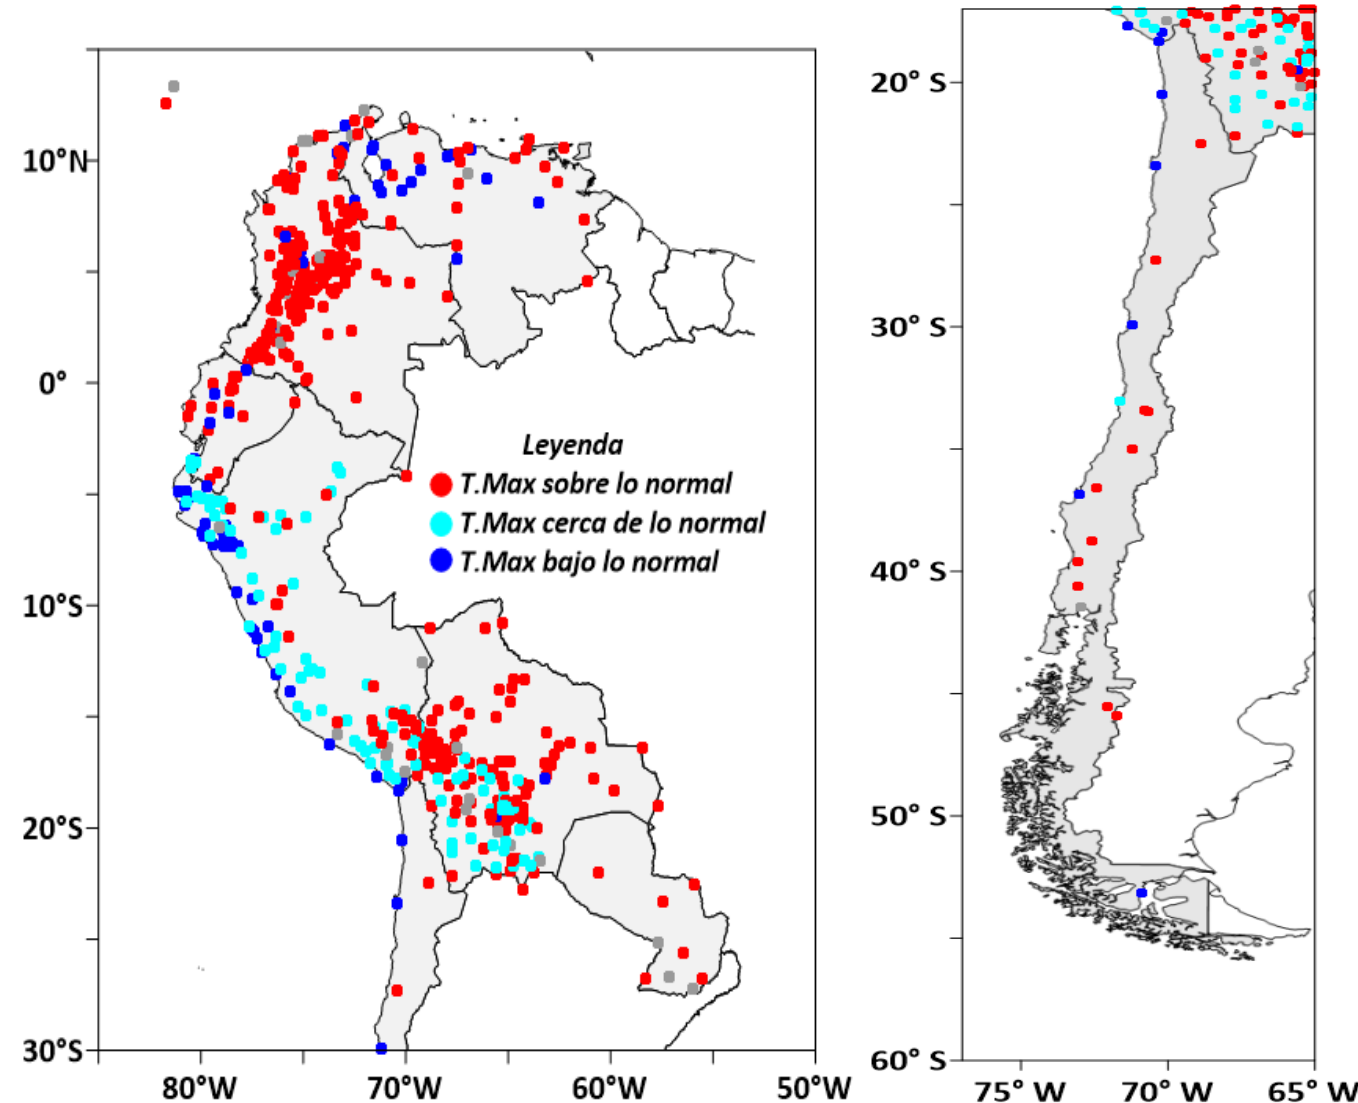 10°N
0°
10°S
20°S
30°S
80°W
70°W
60°W
50°W
Leyenda
T.Max sobre lo normal
T.Max cerca de lo normal
T.Max bajo lo normal
20° S
30° S
40° S
50° S
60° S
75° W
70° W
65° W